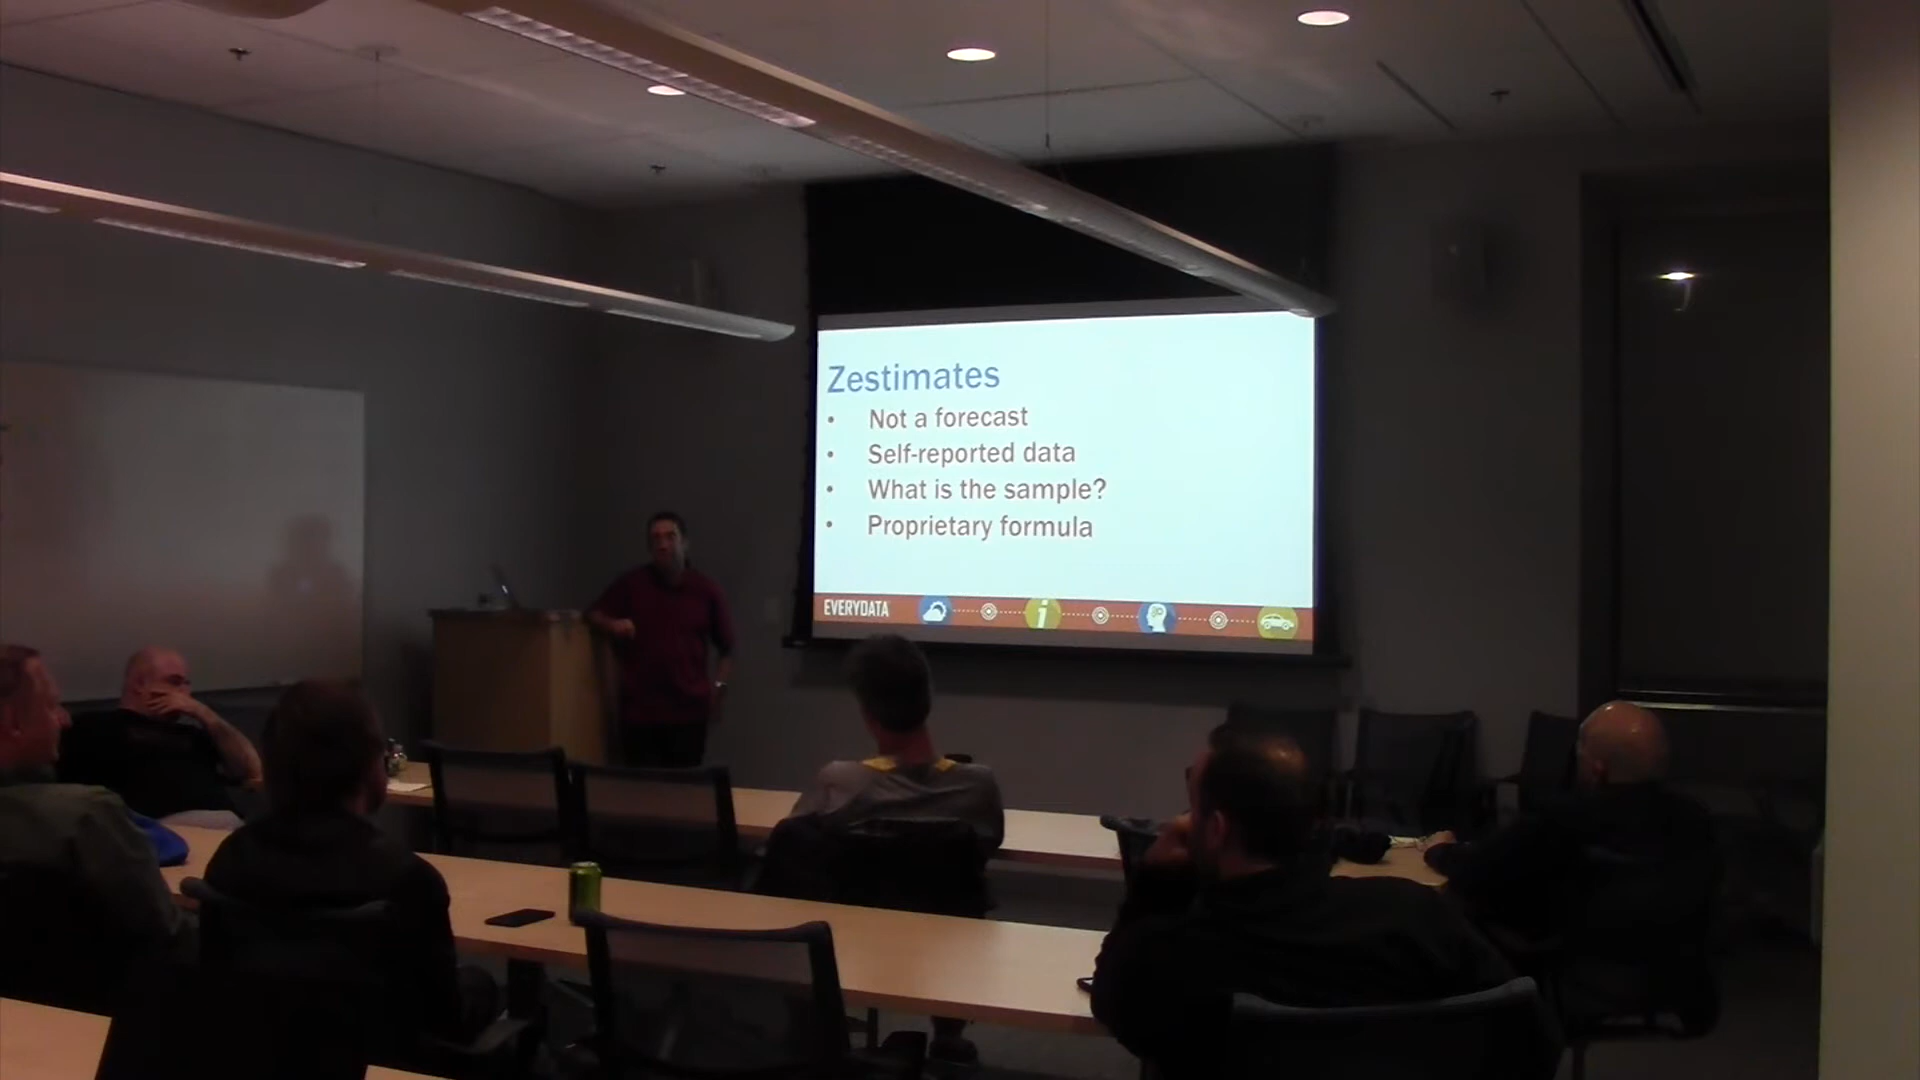 Zestimates
• Not a forecast
• Self-reported data
• What is the sample?
• Proprietary formula
EVERYDATA